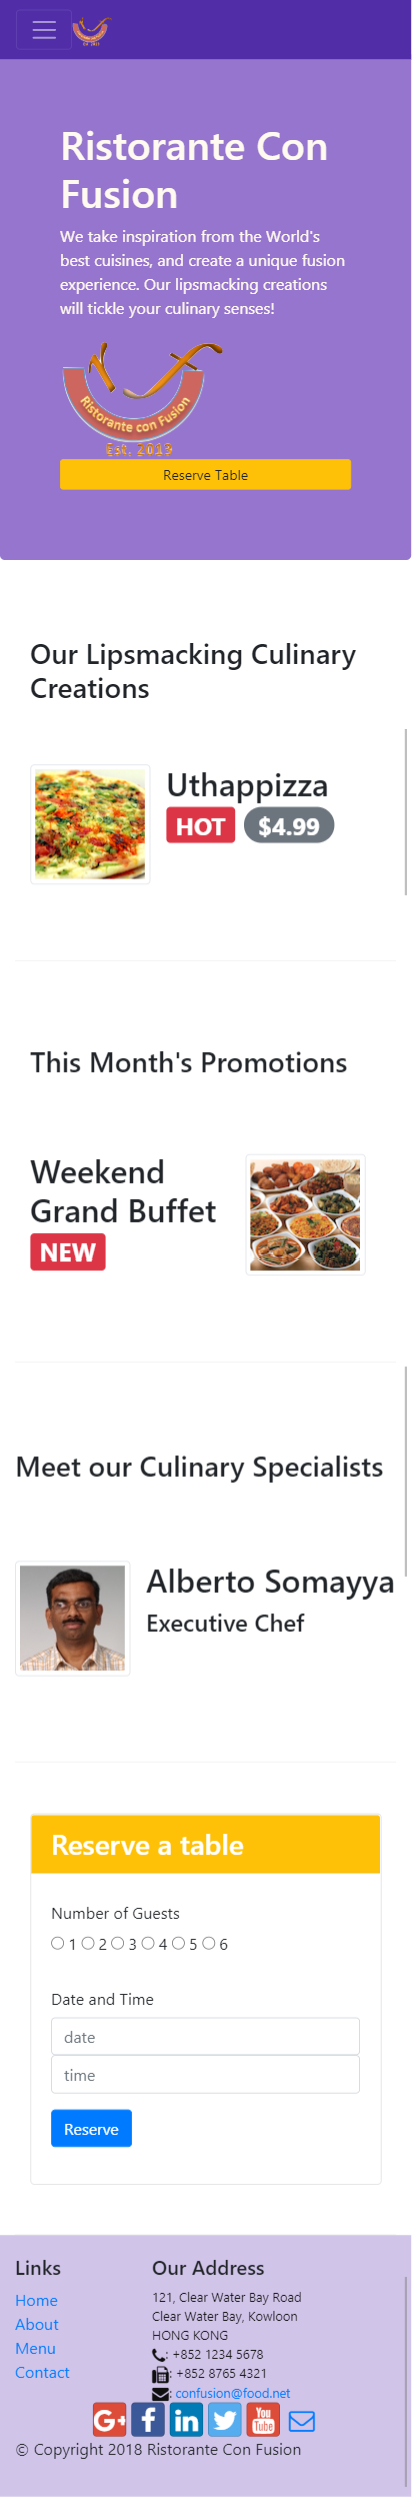 EST. 2013
Ristorante Con
Fusion
We take inspiration from the World's
best cuisines, and create a unique fusion
experience. Our lipsmacking creations
will tickle your culinary senses!
Ristorante con Fusion
Est. 2013
Reserve Table
Our Lipsmacking Culinary
Creations
Uthappizza
HOT $4.99
This Month's Promotions
Weekend
Grand Buffet
NEW
Meet our Culinary Specialists
Alberto Somayya
Executive Chef
Reserve a table
Number of Guests
1 2 3 4 5 6
Date and Time
date
time
Reserve
Links
Home
About
Menu
Contact
Our Address
121, Clear Water Bay Road
Clear Water Bay, Kowloon
HONG KONG
: +852 1234 5678
: +852 8765 4321
: confusion@food.net
G+ f in You Tube
© Copyright 2018 Ristorante Con Fusion